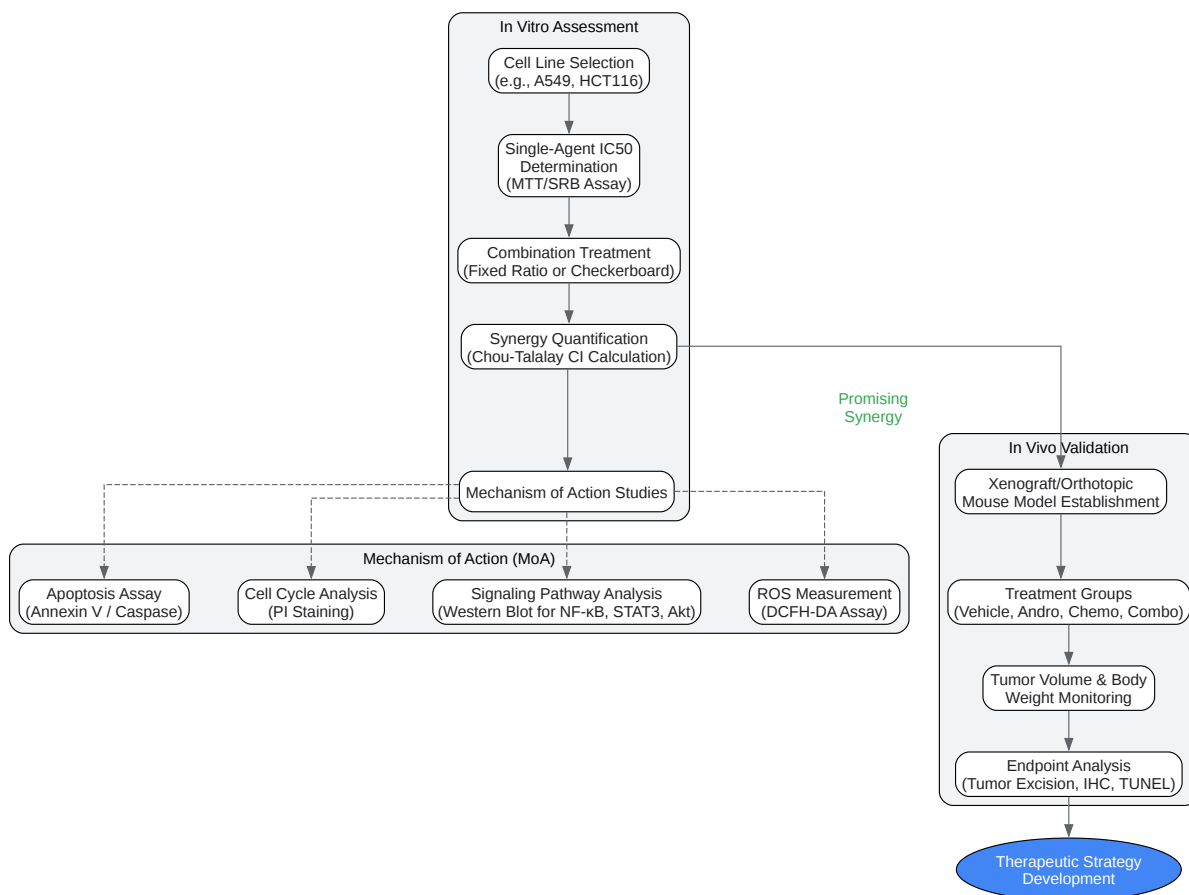 In Vitro Assessment
Cell Line Selection
(e.g., A549, HCT116)
Single-Agent IC50
Determination
(MTT/SRB Assay)
Combination Treatment
(Fixed Ratio or Checkerboard)
Synergy Quantification
(Chou-Talalay CI Calculation)
Promising
Synergy
Mechanism of Action Studies
Mechanism of Action (MoA)
Apoptosis Assay
(Annexin V / Caspase)
Cell Cycle Analysis
(PI Staining)
Signaling Pathway Analysis
(Western Blot for NF-κB, STAT3, Akt)
ROS Measurement
(DCFH-DA Assay)
In Vivo Validation
Xenograft/Orthotopic
Mouse Model Establishment
Treatment Groups
(Vehicle, Andro, Chemo, Combo)
Tumor Volume & Body
Weight Monitoring
Endpoint Analysis
(Tumor Excision, IHC, TUNEL)
Therapeutic Strategy
Development